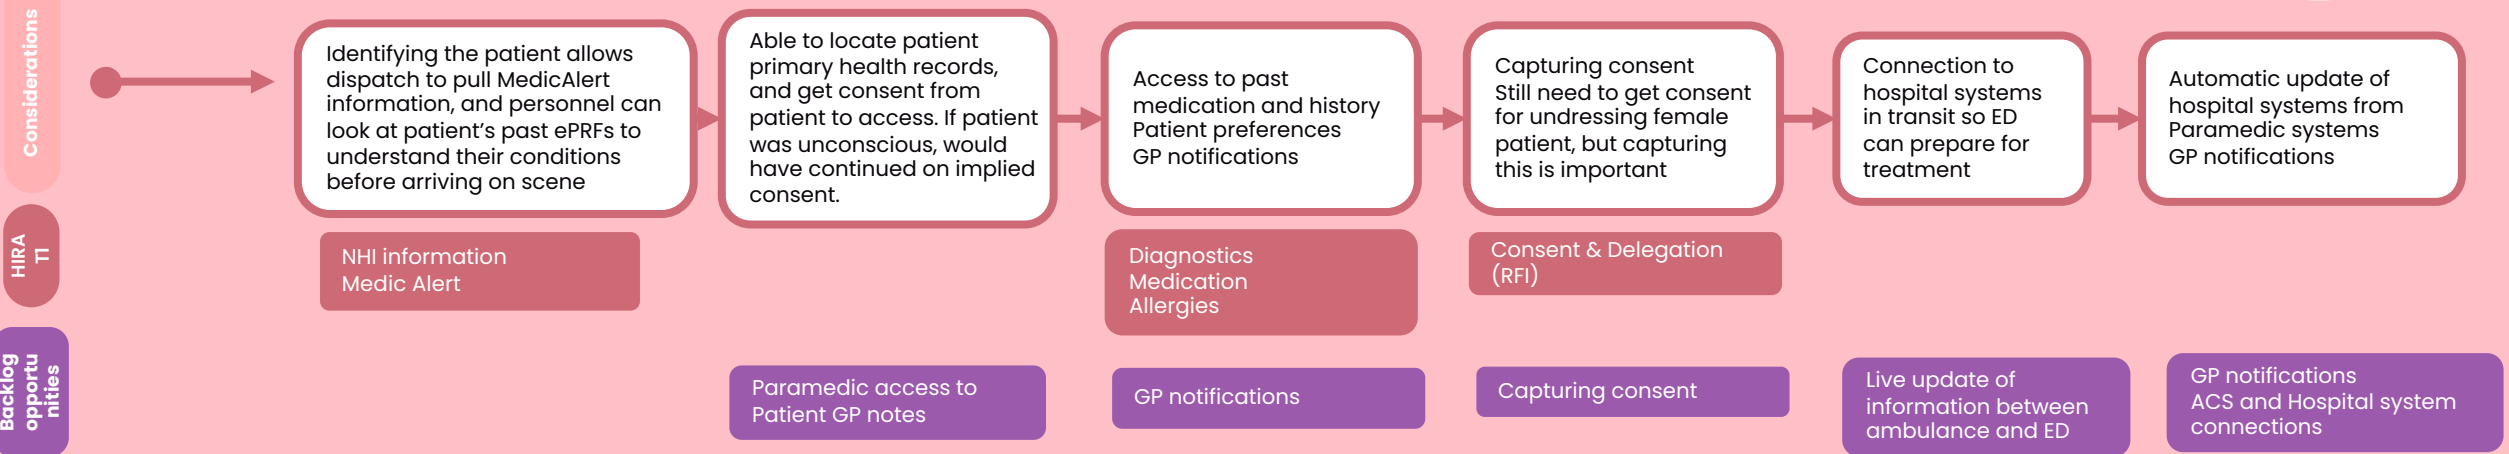 Considerations
Identifying the patient allows
dispatch to pull MedicAlert
information, and personnel can
look at patient’s past ePRFs to
understand their conditions
before arriving on scene
Able to locate patient
primary health records,
and get consent from
patient to access. If patient
was unconscious, would
have continued on implied
consent.
Access to past
medication and history
Patient preferences
GP notifications
Capturing consent
Still need to get consent
for undressing female
patient, but capturing
this is important
Connection to
hospital systems
in transit so ED
can prepare for
treatment
Automatic update of
hospital systems from
Paramedic systems
GP notifications
HIRA
T1
NHI information
Medic Alert
Diagnostics
Medication
Allergies
Consent & Delegation
(RFI)
Backlog
opportu
nities
Paramedic access to
Patient GP notes
GP notifications
Capturing consent
Live update of
information between
ambulance and ED
GP notifications
ACS and Hospital system
connections